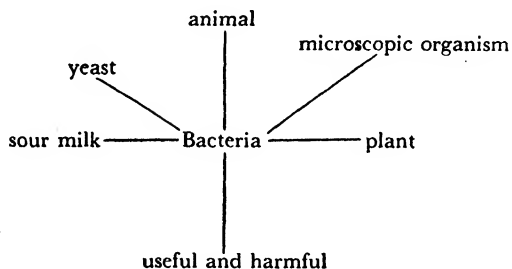 animal
microscopic organism
yeast
sour milk
Bacteria
plant
useful and harmful